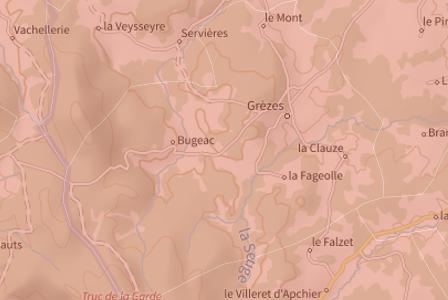 le Mont
Vachellerie
la Veysseyre
Servières
Grèzes
Bugeac
la Clauze
la Fageolle
la Seuge
le Falzet
Truc de la Garde
le Villeret d'Apchier